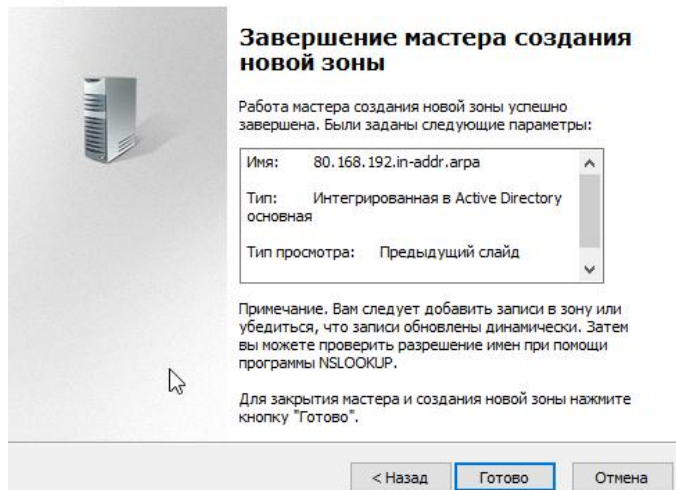 Завершение мастера создания
новой зоны
Работа мастера создания новой зоны успешно
завершена. Были заданы следующие параметры:
Имя: 80.168.192.in-addr.arpa
Тип: Интегрированная в Active Directory
основная
Тип просмотра: Предыдущий слайд
Примечание. Вам следует добавить записи в зону или
убедиться, что записи обновлены динамически. Затем
вы можете проверить разрешение имен при помощи
программы NSLOOKUP.
Для закрытия мастера и создания новой зоны нажмите
кнопку "Готово".
< Назад Готово Отмена